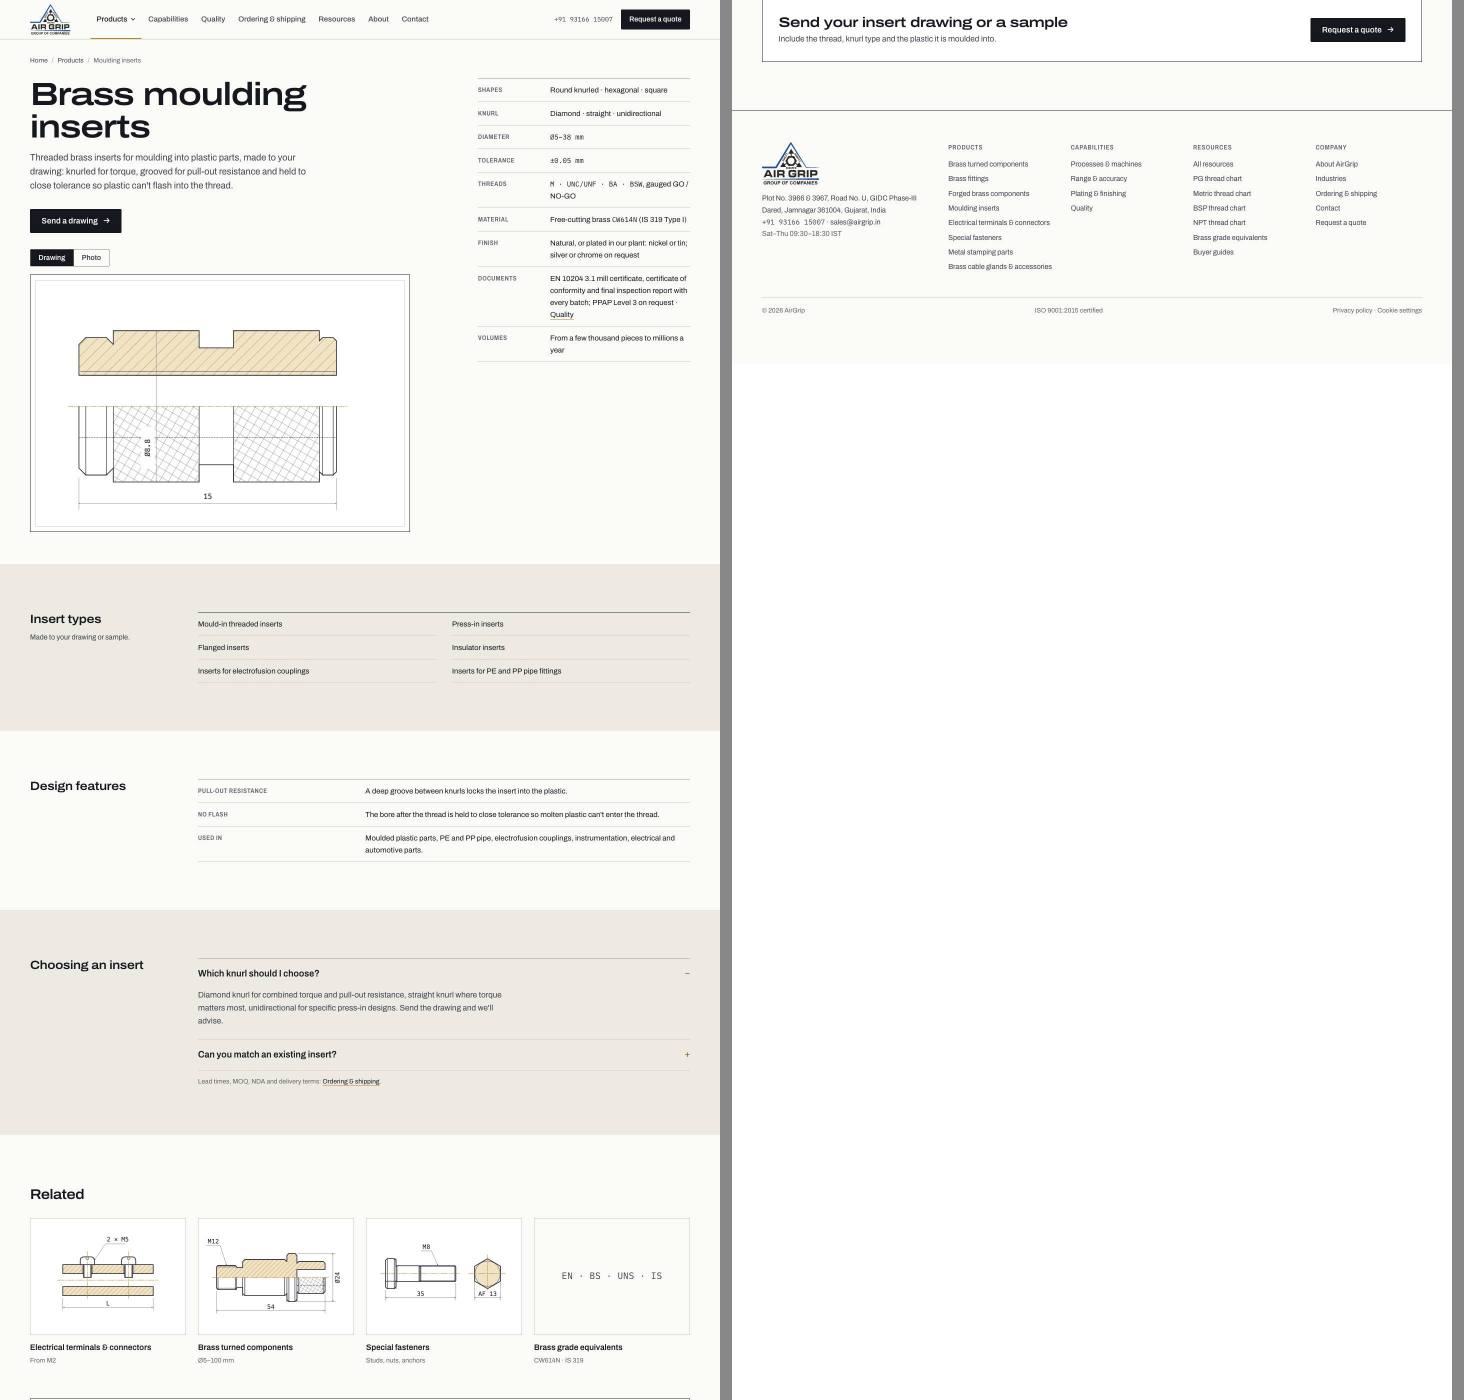 AIR GRIP
GROUP OF COMPANIES
Products
Capabilities
Quality
Ordering & shipping
Resources
About
Contact
+91 93166 15007
Request a quote
Home / Products / Moulding inserts
Brass moulding
inserts
Threaded brass inserts for moulding into plastic parts, made to your
drawing: knurled for torque, grooved for pull-out resistance and held to
close tolerance so plastic can't flash into the thread.
Send a drawing →
Drawing
Photo
Ø8.8
15
SHAPES
Round knurled · hexagonal · square
KNURL
Diamond · straight · unidirectional
DIAMETER
Ø5–38 mm
TOLERANCE
±0.05 mm
THREADS
M · UNC/UNF · BA · BSW, gauged GO /
NO-GO
MATERIAL
Free-cutting brass CW614N (IS 319 Type I)
FINISH
Natural, or plated in our plant: nickel or tin;
silver or chrome on request
DOCUMENTS
EN 10204 3.1 mill certificate, certificate of
conformity and final inspection report with
every batch; PPAP Level 3 on request ·
Quality
VOLUMES
From a few thousand pieces to millions a
year
Insert types
Made to your drawing or sample.
Mould-in threaded inserts
Press-in inserts
Flanged inserts
Insulator inserts
Inserts for electrofusion couplings
Inserts for PE and PP pipe fittings
Design features
PULL-OUT RESISTANCE
A deep groove between knurls locks the insert into the plastic.
NO FLASH
The bore after the thread is held to close tolerance so molten plastic can't enter the thread.
USED IN
Moulded plastic parts, PE and PP pipe, electrofusion couplings, instrumentation, electrical and
automotive parts.
Choosing an insert
Which knurl should I choose? −
Diamond knurl for combined torque and pull-out resistance, straight knurl where torque
matters most, unidirectional for specific press-in designs. Send the drawing and we'll
advise.
Can you match an existing insert? +
Lead times, MOQ, NDA and delivery terms: Ordering & shipping.
Related
2 × M5
L
Electrical terminals & connectors
From M2
M12
Ø24
54
Brass turned components
Ø5–100 mm
M8
35
AF 13
Special fasteners
Studs, nuts, anchors
EN · BS · UNS · IS
Brass grade equivalents
CW614N · IS 319
Send your insert drawing or a sample
Include the thread, knurl type and the plastic it is moulded into.
Request a quote →
AIR GRIP
GROUP OF COMPANIES
Plot No. 3966 & 3967, Road No. U, GIDC Phase-III
Dared, Jamnagar 361004, Gujarat, India
+91 93166 15007 · sales@airgrip.in
Sat–Thu 09:30–18:30 IST
PRODUCTS
Brass turned components
Brass fittings
Forged brass components
Moulding inserts
Electrical terminals & connectors
Special fasteners
Metal stamping parts
Brass cable glands & accessories
CAPABILITIES
Processes & machines
Range & accuracy
Plating & finishing
Quality
RESOURCES
All resources
PG thread chart
Metric thread chart
BSP thread chart
NPT thread chart
Brass grade equivalents
Buyer guides
COMPANY
About AirGrip
Industries
Ordering & shipping
Contact
Request a quote
© 2026 AirGrip
ISO 9001:2015 certified
Privacy policy · Cookie settings